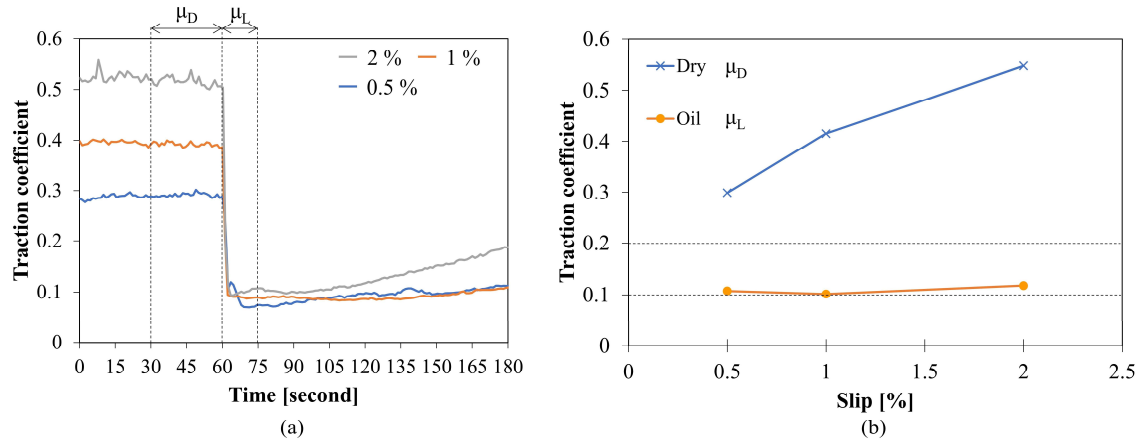 μD μL
0.6
0.5
0.4
0.3
0.2
0.1
0
Traction coefficient
2 % 1 %
0.5 %
0 15 30 45 60 75 90 105 120 135 150 165 180
Time [second]
(a)
0.6
0.5
0.4
0.3
0.2
0.1
0
Traction coefficient
Dry μD
Oil μL
0 0.5 1 1.5 2 2.5
Slip [%]
(b)